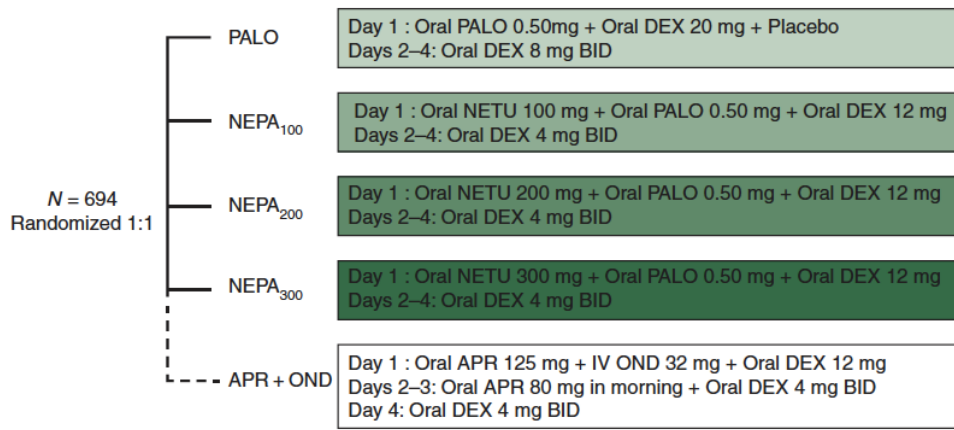 PALO
Day 1 : Oral PALO 0.50mg + Oral DEX 20 mg + Placebo
Days 2–4: Oral DEX 8 mg BID
NEPA100
Day 1 : Oral NETU 100 mg + Oral PALO 0.50 mg + Oral DEX 12 mg
Days 2–4: Oral DEX 4 mg BID
N = 694
Randomized 1:1
NEPA200
Day 1 : Oral NETU 200 mg + Oral PALO 0.50 mg + Oral DEX 12 mg
Days 2–4: Oral DEX 4 mg BID
NEPA300
Day 1 : Oral NETU 300 mg + Oral PALO 0.50 mg + Oral DEX 12 mg
Days 2–4: Oral DEX 4 mg BID
APR + OND
Day 1 : Oral APR 125 mg + IV OND 32 mg + Oral DEX 12 mg
Days 2–3: Oral APR 80 mg in morning + Oral DEX 4 mg BID
Day 4: Oral DEX 4 mg BID